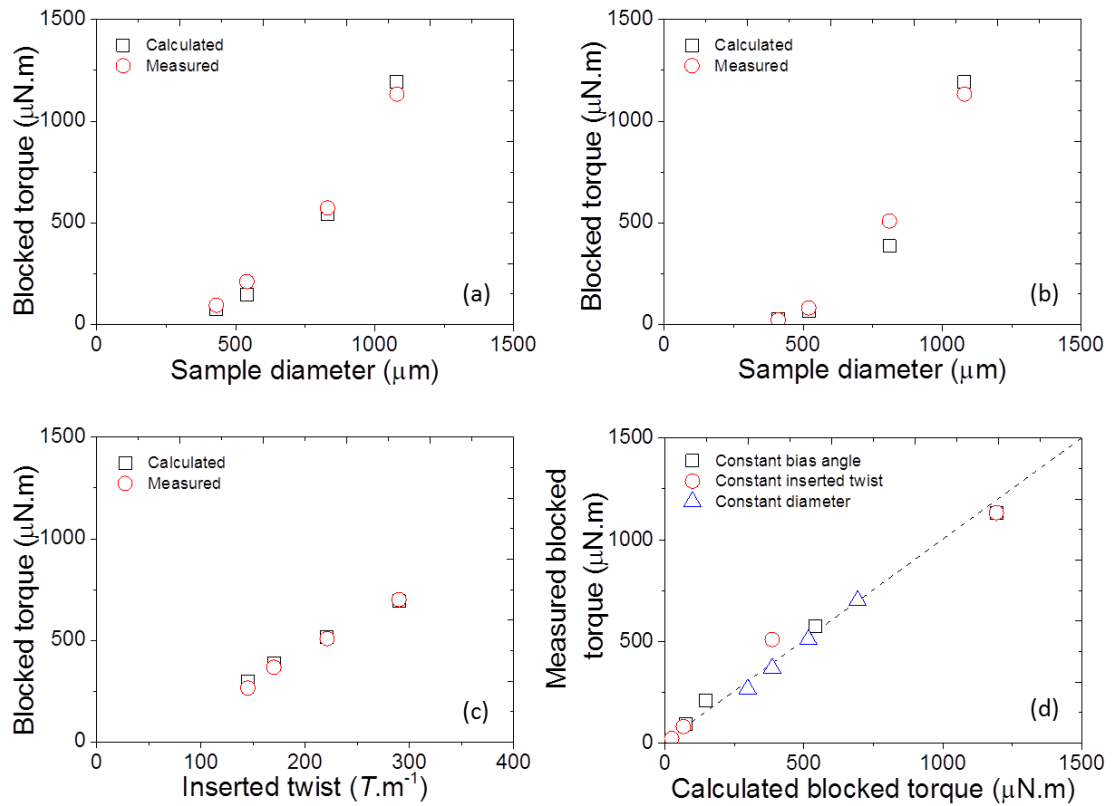 1500
1000
500
0
Blocked torque (μN.m)
Calculated
Measured
(a)
0 500 1000 1500
Sample diameter (μm)
1500
1000
500
0
Blocked torque (μN.m)
Calculated
Measured
(b)
0 500 1000 1500
Sample diameter (μm)
1500
1000
500
0
Blocked torque (μN.m)
Calculated
Measured
(c)
0 100 200 300 400
Inserted twist (T.m⁻¹)
1500
1000
500
0
Measured blocked
torque (μN.m)
Constant bias angle
Constant inserted twist
Constant diameter
(d)
0 500 1000 1500
Calculated blocked torque (μN.m)